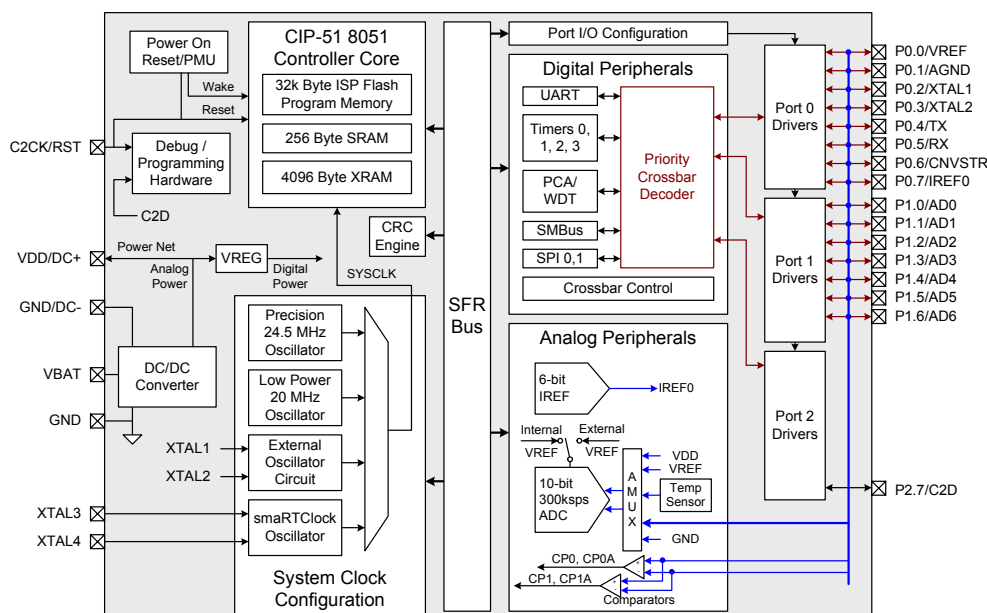 Power On
Reset/PMU
Wake
Reset
C2CK/RST
Debug /
Programming
Hardware
C2D
CIP-51 8051
Controller Core
32k Byte ISP Flash
Program Memory
256 Byte SRAM
4096 Byte XRAM
CRC
Engine
SYSCLK
VDD/DC+
Power Net
Analog
Power
VREG
Digital
Power
GND/DC-
VBAT
DC/DC
Converter
GND
XTAL1
XTAL2
XTAL3
XTAL4
Precision
24.5 MHz
Oscillator
Low Power
20 MHz
Oscillator
External
Oscillator
Circuit
smaRTClock
Oscillator
System Clock
Configuration
SFR
Bus
Port I/O Configuration
Digital Peripherals
UART
Timers 0,
1, 2, 3
PCA/
WDT
SMBus
SPI 0,1
Priority
Crossbar
Decoder
Crossbar Control
Analog Peripherals
6-bit
IREF
IREF0
Internal
VREF
External
VREF
10-bit
300ksps
ADC
A
M
U
X
VDD
VREF
Temp
Sensor
GND
CP0, CP0A
CP1, CP1A
+
-
+
-
Comparators
Port 0
Drivers
Port 1
Drivers
Port 2
Drivers
P0.0/VREF
P0.1/AGND
P0.2/XTAL1
P0.3/XTAL2
P0.4/TX
P0.5/RX
P0.6/CNVSTR
P0.7/IREF0
P1.0/AD0
P1.1/AD1
P1.2/AD2
P1.3/AD3
P1.4/AD4
P1.5/AD5
P1.6/AD6
P2.7/C2D